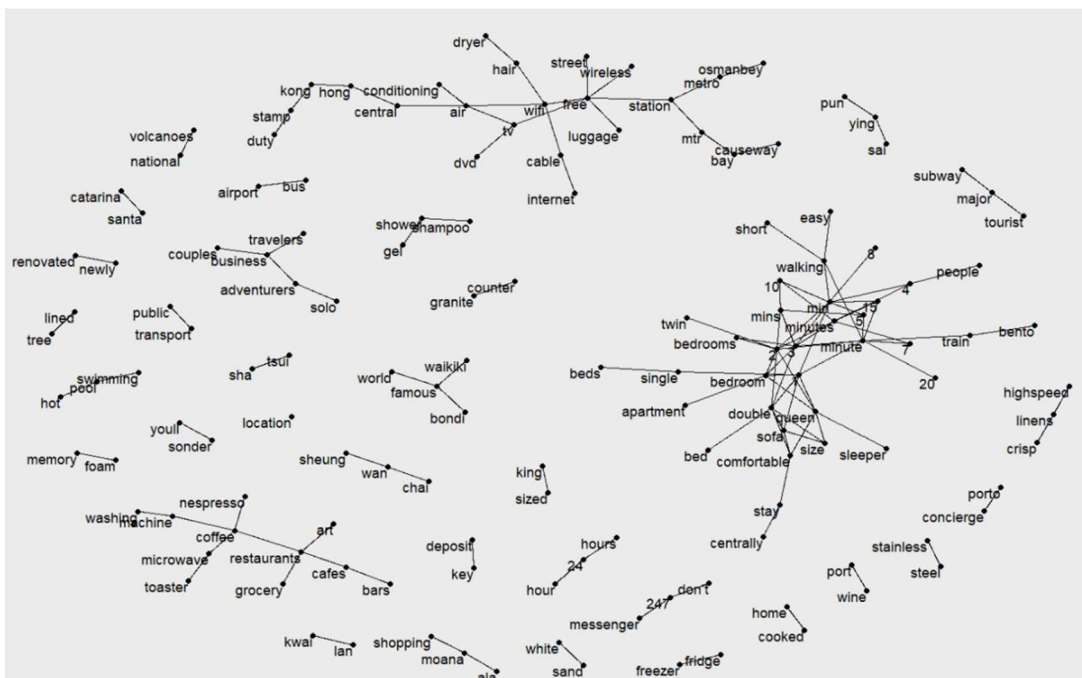 dryer
hair
street
wireless
osmanbey
metro
kong
hong
conditioning
stamp
central
air
wifi
free
station
duty
tv
luggage
mtr
causeway
bay
dvd
cable
internet
volcanoes
national
pun
ying
sai
catarina
santa
airport
bus
subway
major
tourist
shower
shampoo
gel
easy
short
couples
travelers
business
adventurers
solo
renovated
newly
walking
8
people
4
10
min
15
counter
granite
mins
minutes
5
lined
tree
public
transport
twin
bedrooms
2
3
minute
7
train
bento
sha
tsui
20
swimming
pool
hot
world
waikiki
famous
bondi
beds
single
bedroom
1
apartment
double
queen
highspeed
linens
crisp
location
youll
sonder
sofa
size
sleeper
bed
comfortable
memory
foam
sheung
wan
chai
king
sized
nespresso
washing
machine
coffee
stay
centrally
porto
concierge
art
microwave
restaurants
toaster
grocery
cafes
bars
deposit
key
hours
24
hour
stainless
steel
port
wine
don't
247
messenger
home
cooked
kwai
lan
shopping
moana
ala
white
sand
fridge
freezer